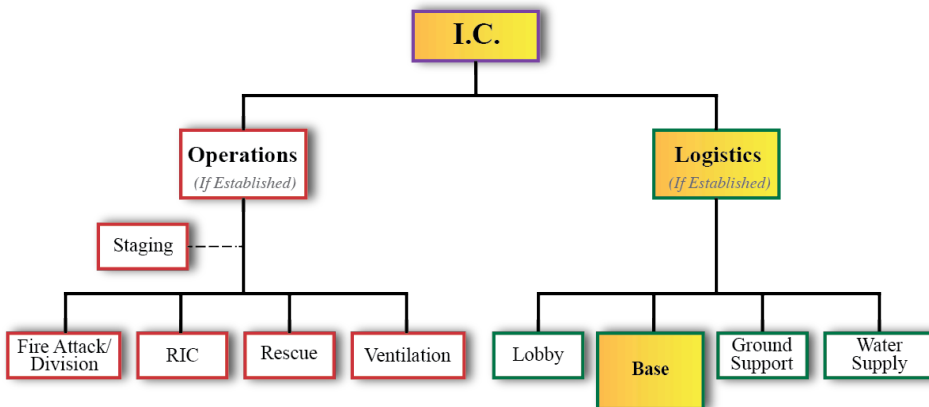 I.C.
Operations
(If Established)
Logistics
(If Established)
Staging
Fire Attack/
Division
RIC
Rescue
Ventilation
Lobby
Base
Ground
Support
Water
Supply